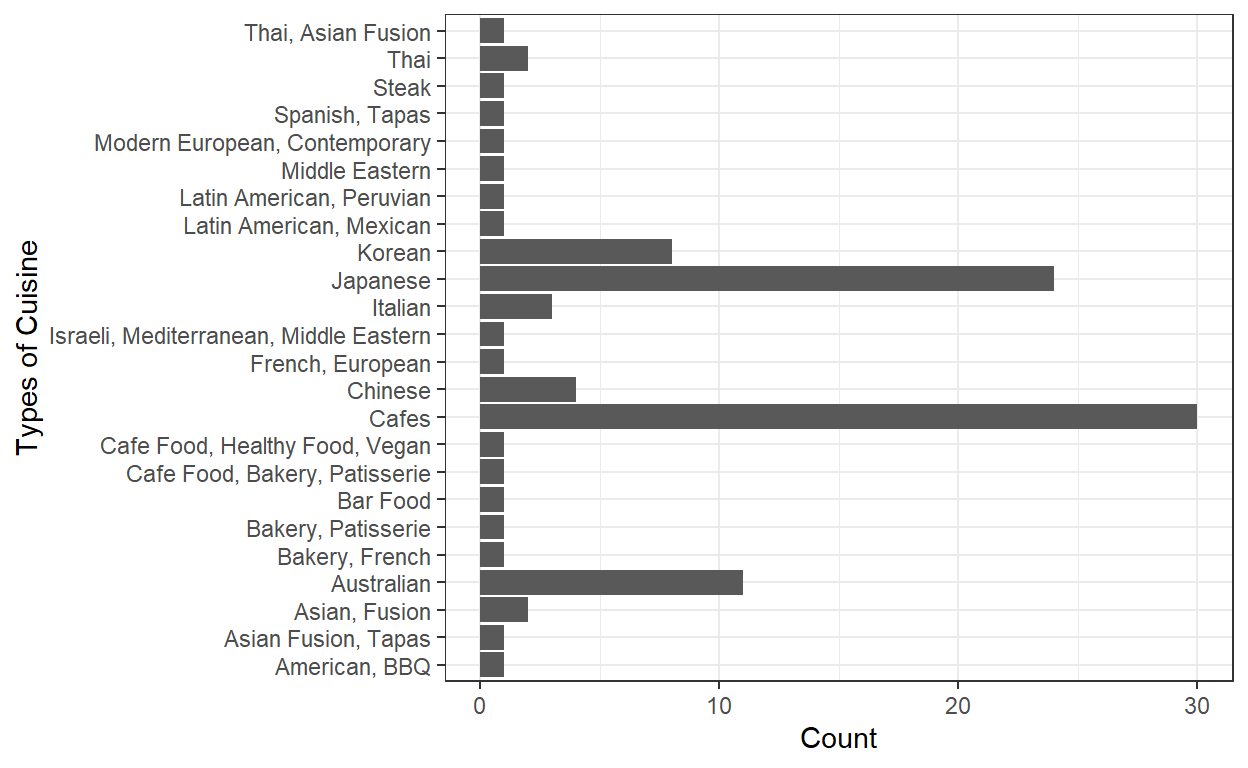 Thai, Asian Fusion
Thai
Steak
Spanish, Tapas
Modern European, Contemporary
Middle Eastern
Latin American, Peruvian
Latin American, Mexican
Korean
Japanese
Italian
Israeli, Mediterranean, Middle Eastern
French, European
Chinese
Cafes
Cafe Food, Healthy Food, Vegan
Cafe Food, Bakery, Patisserie
Bar Food
Bakery, Patisserie
Bakery, French
Australian
Asian, Fusion
Asian Fusion, Tapas
American, BBQ
Types of Cuisine
0 10 20 30
Count